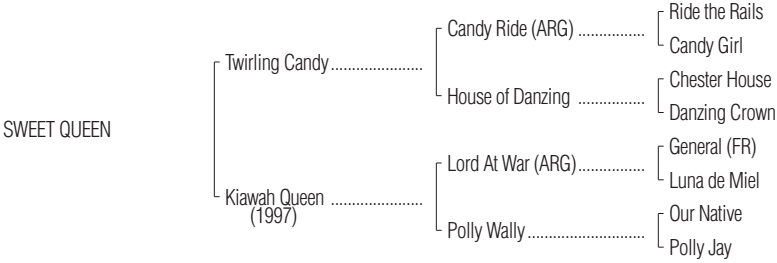 Ride the Rails
Candy Ride (ARG) ................
Candy Girl
Twirling Candy......................
Chester House
House of Danzing ................
Danzing Crown
SWEET QUEEN
General (FR)
Lord At War (ARG)................
Luna de Miel
Kiawah Queen ......................
(1997)
Our Native
Polly Wally............................
Polly Jay